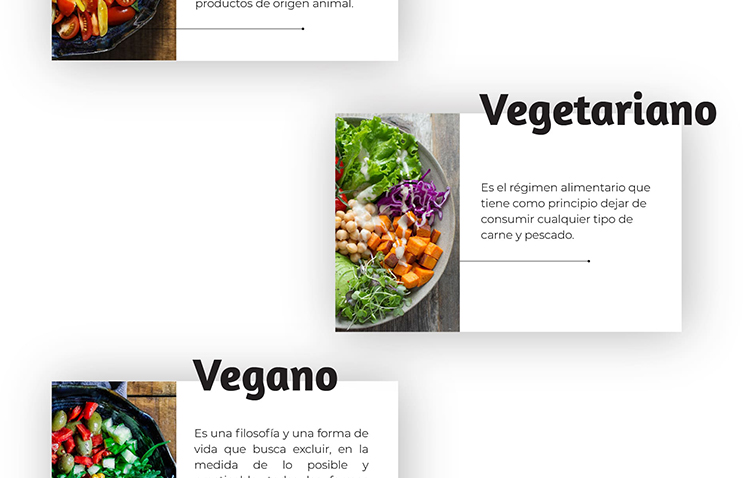 productos de origen animal.
Vegetariano
Es el régimen alimentario que
tiene como principio dejar de
consumir cualquier tipo de
carne y pescado.
Vegano
Es una filosofía y una forma de
vida que busca excluir, en la
medida de lo posible y